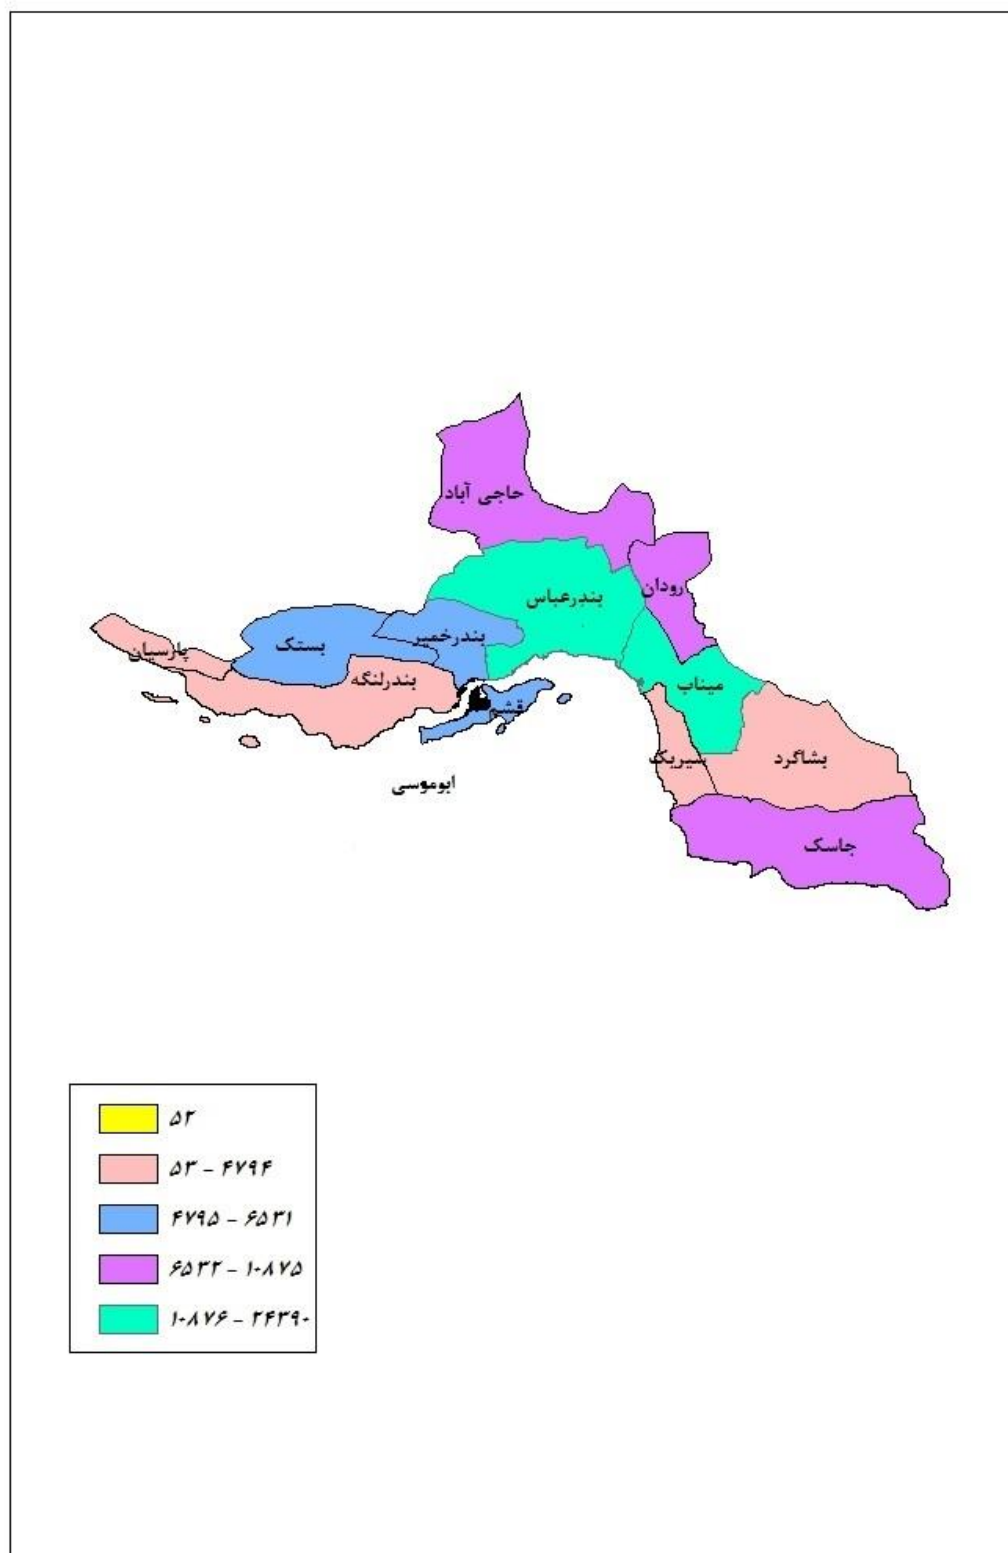 حاجی آباد
رودان
بندرعباس
بندرخمیر
بستک
پارسیان
بندرلنگه
میناب
قشم
سیریک
بشاگرد
ابوموسی
جاسک
۵۲
۵۳ - ۴۷۹۴
۴۷۹۵ - ۶۵۳۱
۶۵۳۲ - ۱۰۸۷۵
۱۰۸۷۶ - ۲۴۳۹۰